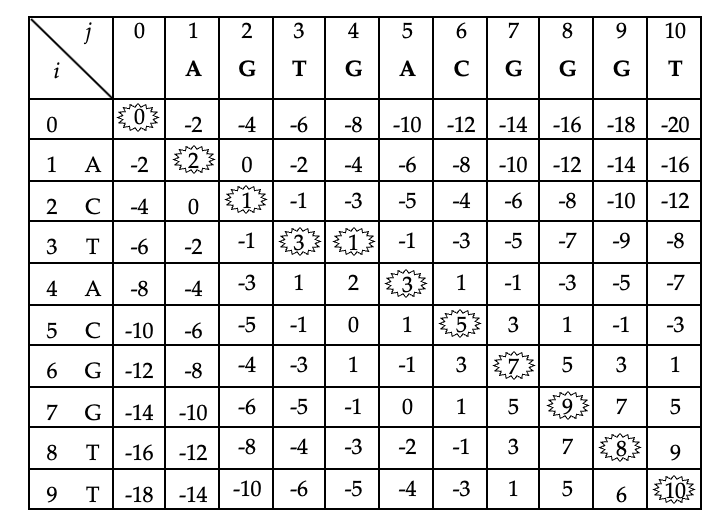 j 0 1 2 3 4 5 6 7 8 9 10
i A G T G A C G G G T
0 0 -2 -4 -6 -8 -10 -12 -14 -16 -18 -20
1 A -2 2 0 -2 -4 -6 -8 -10 -12 -14 -16
2 C -4 0 1 -1 -3 -5 -4 -6 -8 -10 -12
3 T -6 -2 -1 3 1 -1 -3 -5 -7 -9 -8
4 A -8 -4 -3 1 2 3 1 -1 -3 -5 -7
5 C -10 -6 -5 -1 0 1 5 3 1 -1 -3
6 G -12 -8 -4 -3 1 -1 3 7 5 3 1
7 G -14 -10 -6 -5 -1 0 1 5 9 7 5
8 T -16 -12 -8 -4 -3 -2 -1 3 7 8 9
9 T -18 -14 -10 -6 -5 -4 -3 1 5 6 10